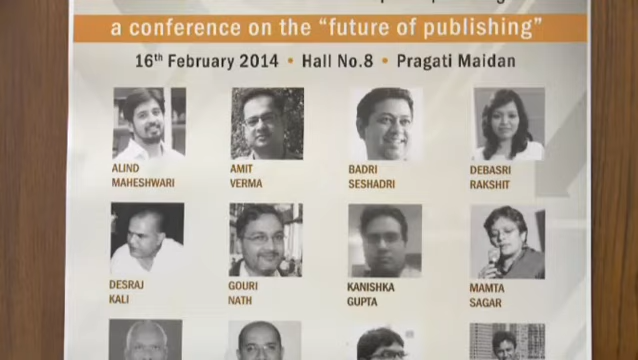 a conference on the “future of publishing”
16th February 2014 • Hall No.8 • Pragati Maidan
ALIND
MAHESHWARI
AMIT
VERMA
BADRI
SESHADRI
DEBASRI
RAKSHIT
DESRAJ
KALI
GOURI
NATH
KANISHKA
GUPTA
MAMTA
SAGAR